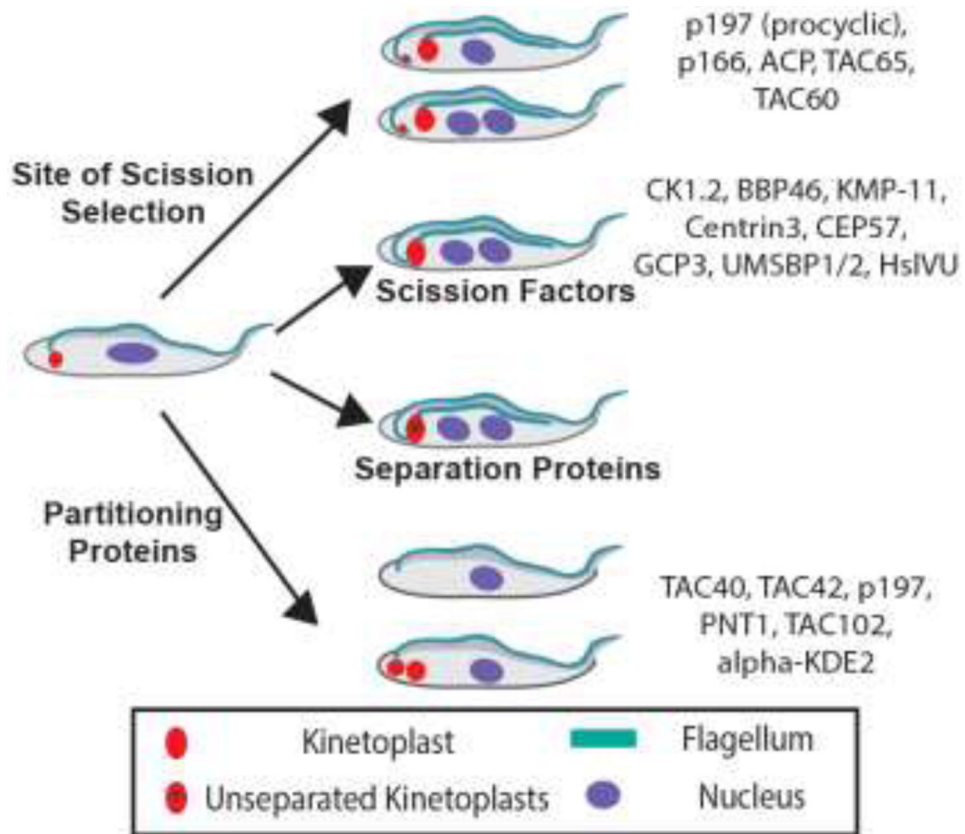 p197 (procyclic),
p166, ACP, TAC65,
TAC60
Site of Scission
Selection
CK1.2, BBP46, KMP-11,
Centrin3, CEP57,
GCP3, UMSBP1/2, HslVU
Scission Factors
Separation Proteins
Partitioning
Proteins
TAC40, TAC42, p197,
PNT1, TAC102,
alpha-KDE2
Kinetoplast
Flagellum
Unseparated Kinetoplasts
Nucleus